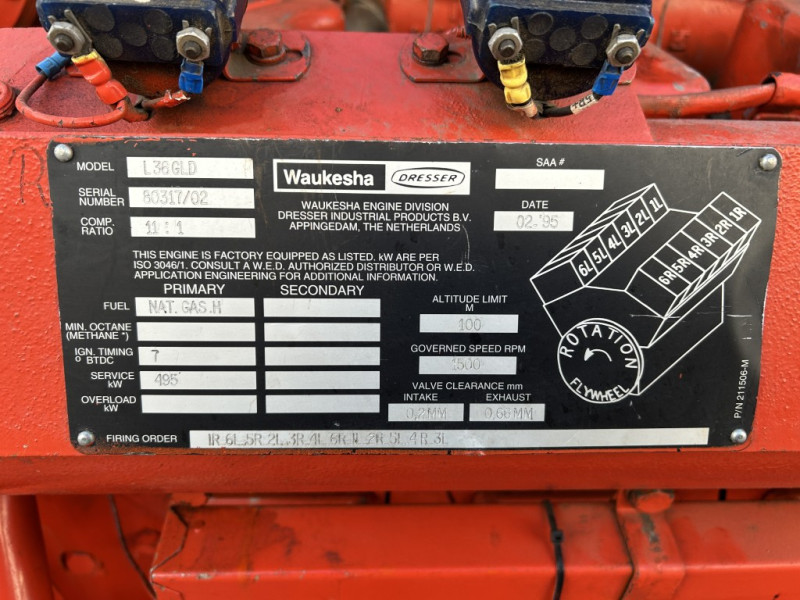 MODEL L36GLD
SERIAL NUMBER 80317/02
COMP. RATIO 11 : 1
Waukesha DRESSER
WAUKESHA ENGINE DIVISION
DRESSER INDUSTRIAL PRODUCTS B.V.
APPINGEDAM, THE NETHERLANDS
SAA #
DATE
02-'95
THIS ENGINE IS FACTORY EQUIPPED AS LISTED. kW ARE PER
ISO 3046/1. CONSULT A W.E.D. AUTHORIZED DISTRIBUTOR OR W.E.D.
APPLICATION ENGINEERING FOR ADDITIONAL INFORMATION.
PRIMARY SECONDARY
FUEL NAT.GAS.H
MIN. OCTANE
(METHANE *)
IGN. TIMING
° BTDC 7
SERVICE
kW 495
OVERLOAD
kW
ALTITUDE LIMIT
M
100
GOVERNED SPEED RPM
1500
VALVE CLEARANCE mm
INTAKE EXHAUST
0,2MM 0,66MM
FIRING ORDER 1R.6L.5R.2L.3R.4L.6R.1L.2R.5L.4R.3L
6L 5L 4L 3L 2L 1L
6R 5R 4R 3R 2R 1R
ROTATION
FLYWHEEL
P/N 211506-M